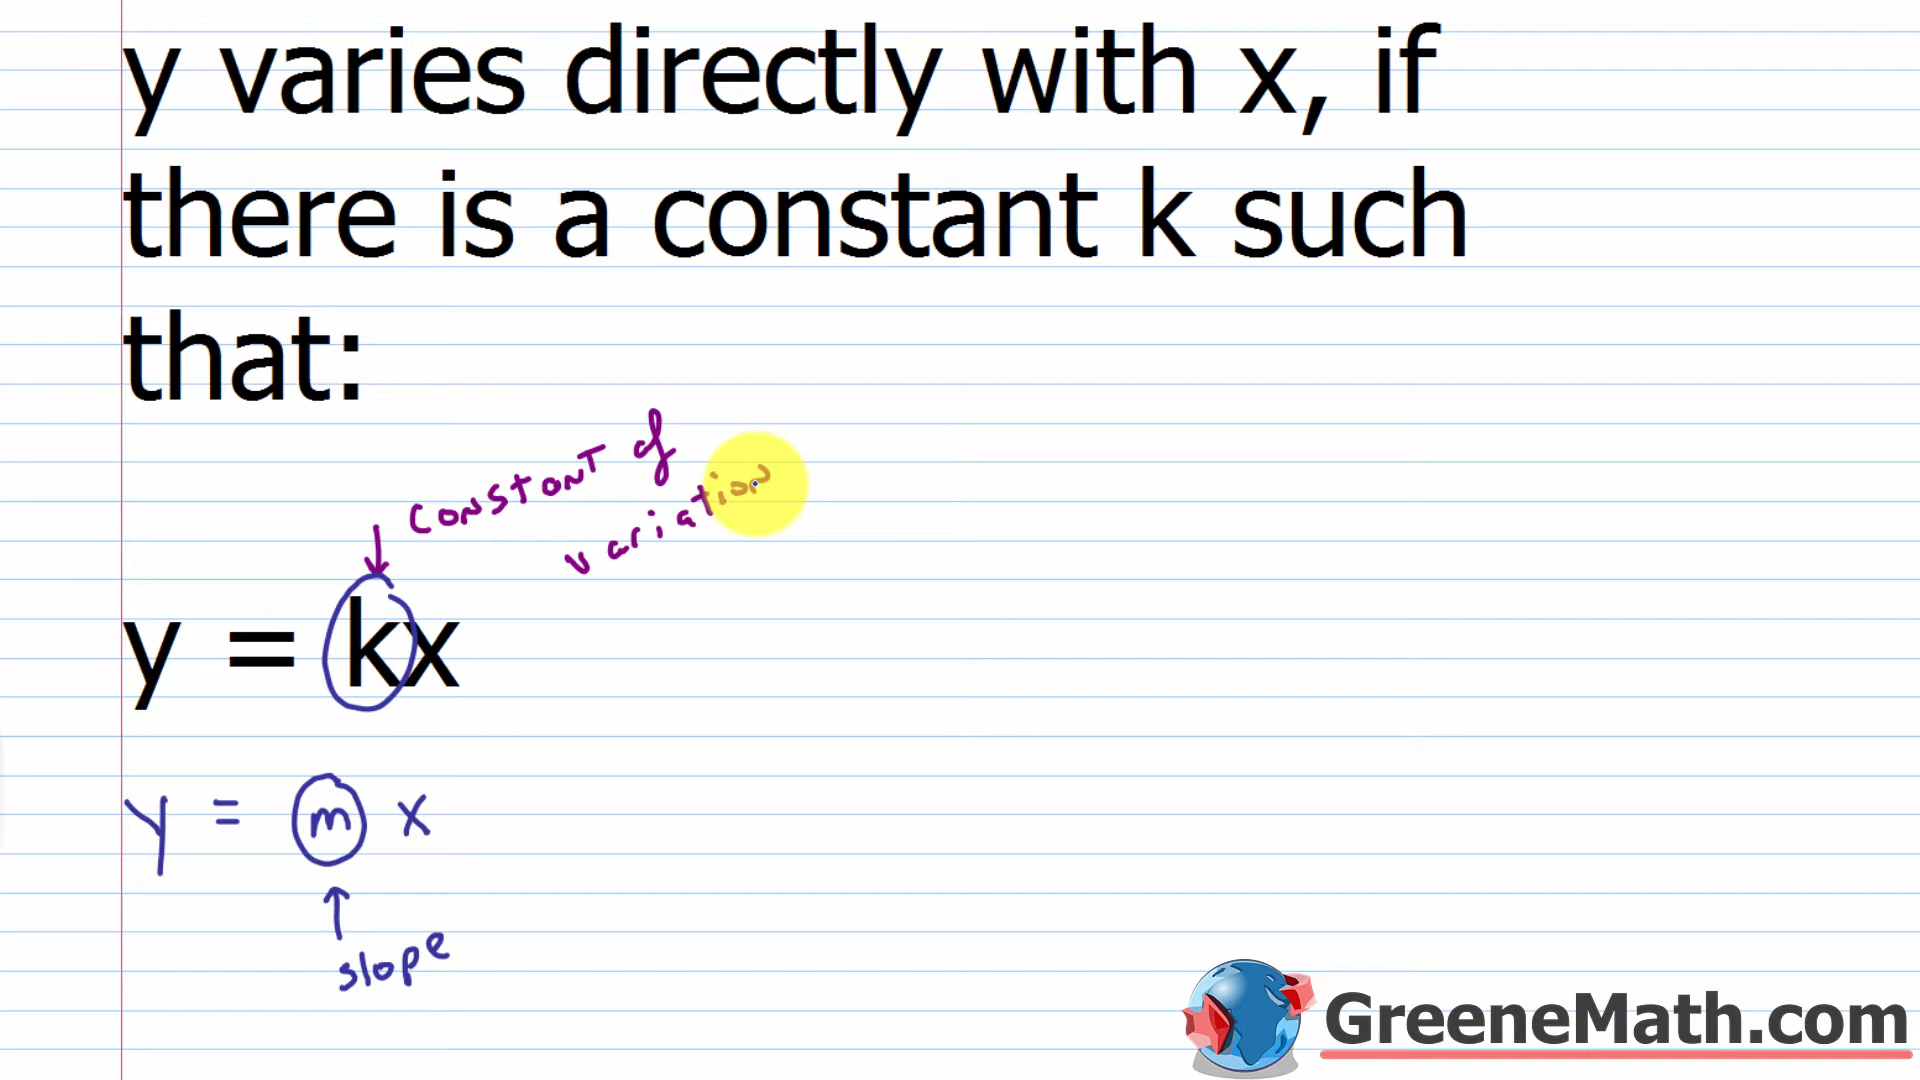 y varies directly with x, if
there is a constant k such
that:
constant of
variation
y = kx
y = m x
slope
GreeneMath.com